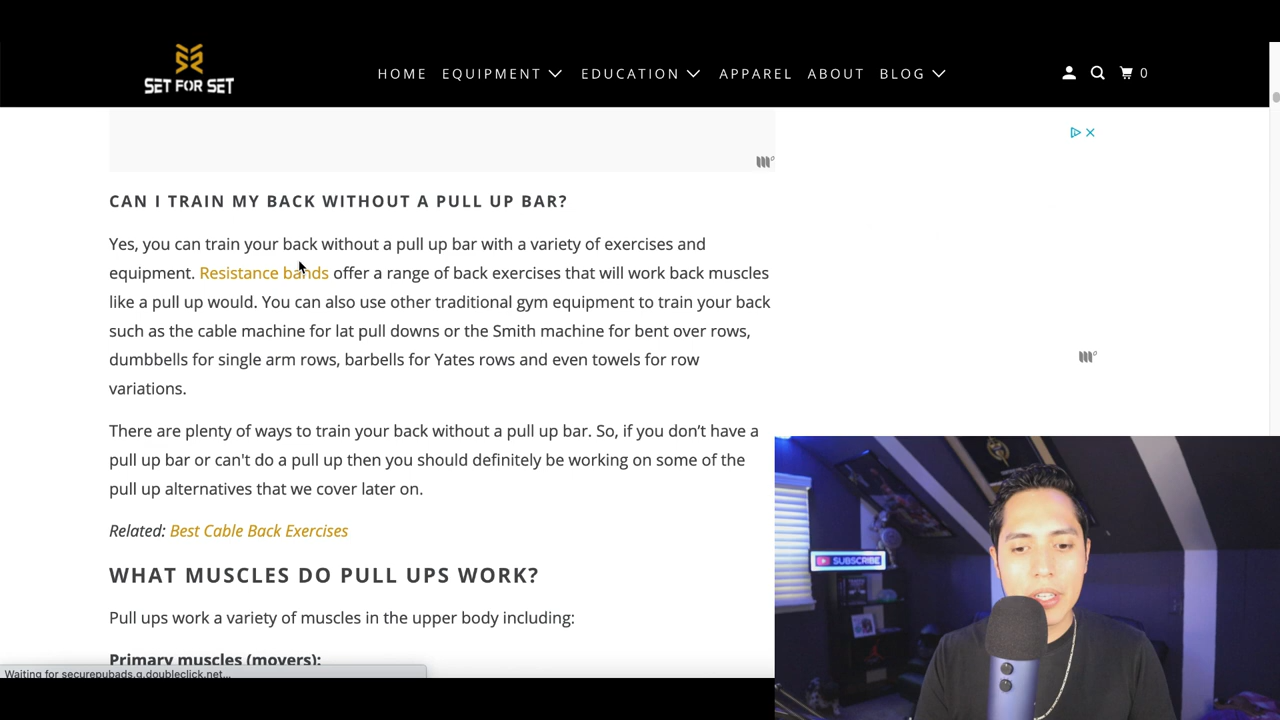 SET FOR SET
HOME EQUIPMENT EDUCATION APPAREL ABOUT BLOG 0
CAN I TRAIN MY BACK WITHOUT A PULL UP BAR?
Yes, you can train your back without a pull up bar with a variety of exercises and
equipment. Resistance bands offer a range of back exercises that will work back muscles
like a pull up would. You can also use other traditional gym equipment to train your back
such as the cable machine for lat pull downs or the Smith machine for bent over rows,
dumbbells for single arm rows, barbells for Yates rows and even towels for row
variations.
There are plenty of ways to train your back without a pull up bar. So, if you don’t have a
pull up bar or can't do a pull up then you should definitely be working on some of the
pull up alternatives that we cover later on.
Related: Best Cable Back Exercises
WHAT MUSCLES DO PULL UPS WORK?
Pull ups work a variety of muscles in the upper body including:
Primary muscles (movers):
Waiting for securepubads.g.doubleclick.net...
SUBSCRIBE